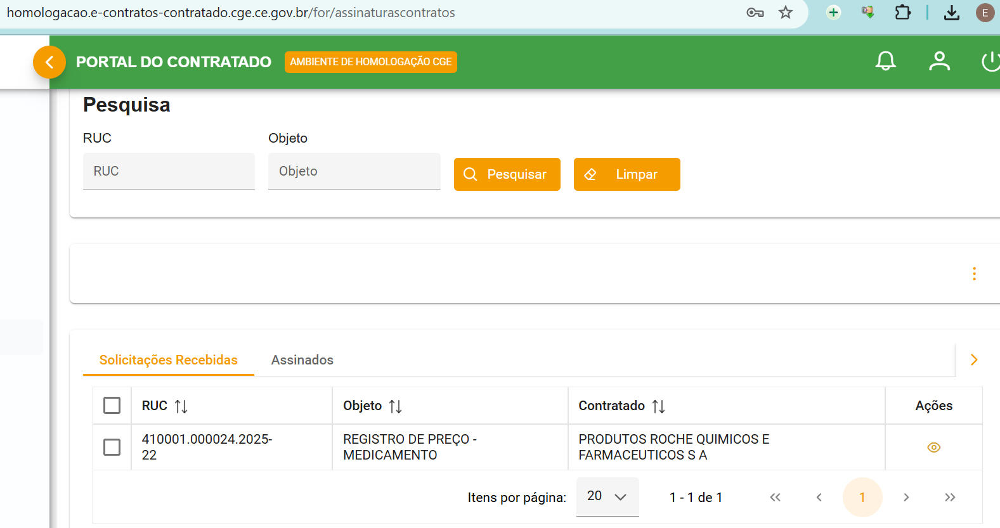 homologacao.e-contratos-contratado.cge.ce.gov.br/for/assinaturascontratos
E
PORTAL DO CONTRATADO
AMBIENTE DE HOMOLOGAÇÃO CGE
Pesquisa
RUC
Objeto
RUC
Objeto
Pesquisar
Limpar
Solicitações Recebidas
Assinados
RUC
Objeto
Contratado
Ações
410001.000024.2025-
22
REGISTRO DE PREÇO -
MEDICAMENTO
PRODUTOS ROCHE QUIMICOS E
FARMACEUTICOS S A
Itens por página:
20
1 - 1 de 1
1